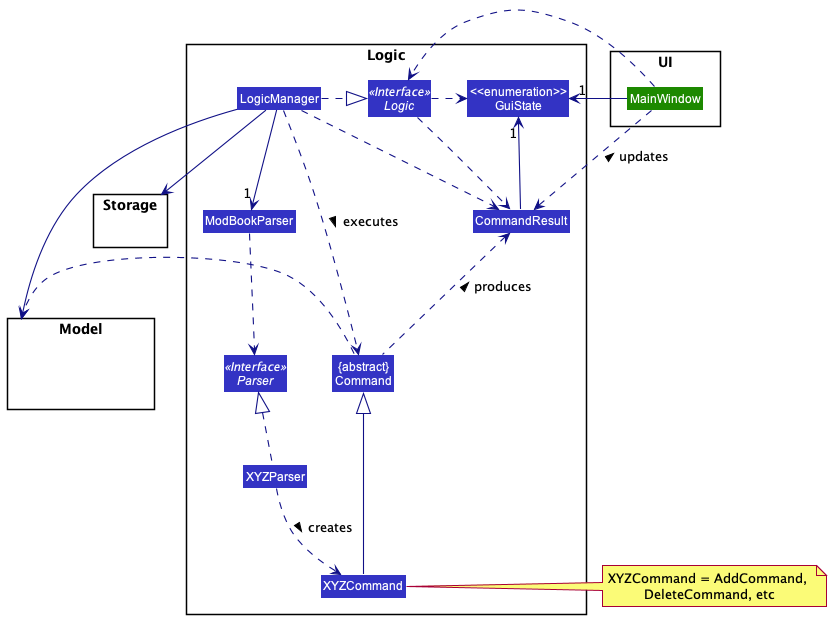 Logic
UI
LogicManager
«Interface»
Logic
<<enumeration>>
GuiState
1
MainWindow
1
updates
Storage
1
ModBookParser
executes
CommandResult
produces
Model
«Interface»
Parser
{abstract}
Command
XYZParser
creates
XYZCommand
XYZCommand = AddCommand,
DeleteCommand, etc